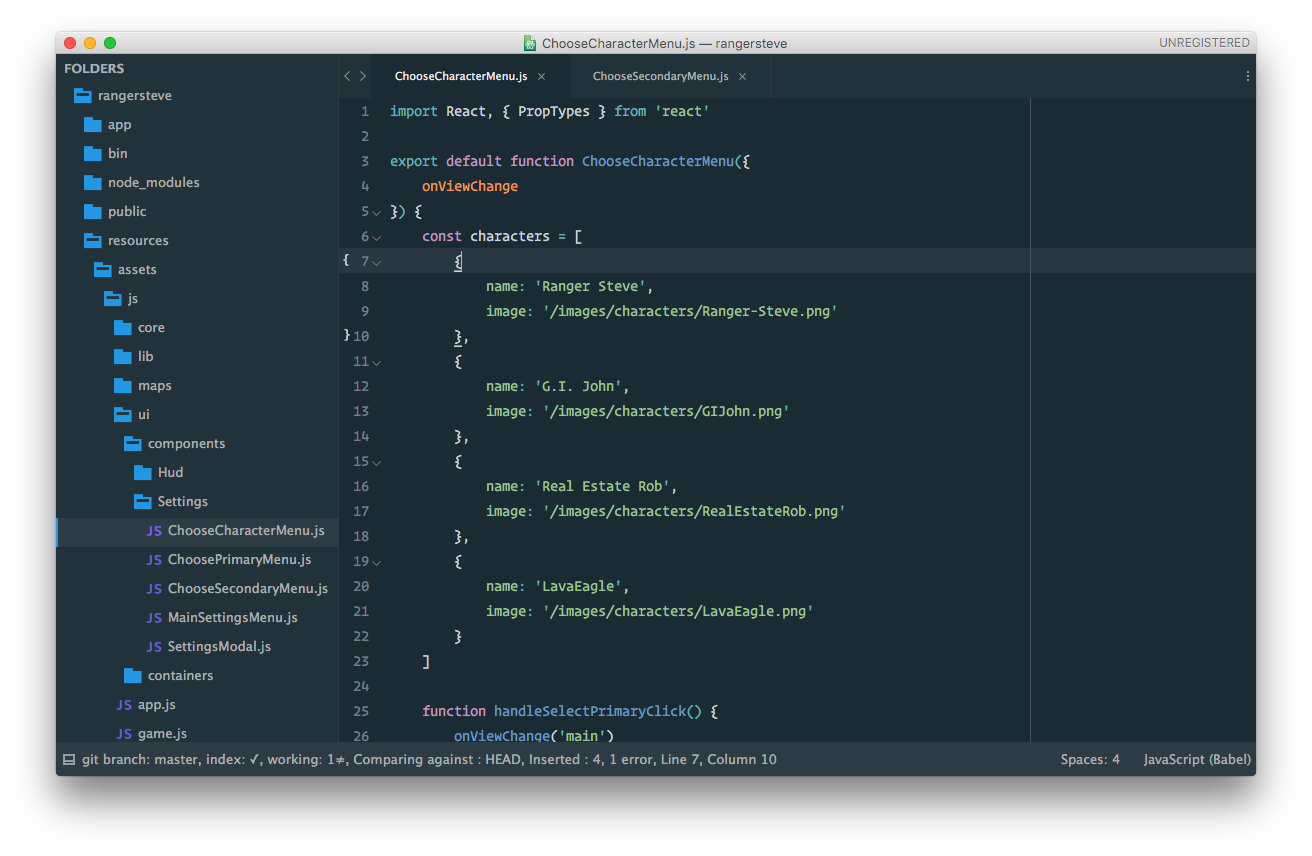 ChooseCharacterMenu.js — rangersteve
UNREGISTERED
FOLDERS
rangersteve
app
bin
node_modules
public
resources
assets
js
core
lib
maps
ui
components
Hud
Settings
JS ChooseCharacterMenu.js
JS ChoosePrimaryMenu.js
JS ChooseSecondaryMenu.js
JS MainSettingsMenu.js
JS SettingsModal.js
containers
JS app.js
JS game.js
ChooseCharacterMenu.js × ChooseSecondaryMenu.js ×
1 import React, { PropTypes } from 'react'
2
3 export default function ChooseCharacterMenu({
4     onViewChange
5 }) {
6     const characters = [
{ 7         {
8             name: 'Ranger Steve',
9             image: '/images/characters/Ranger-Steve.png'
} 10         },
11         {
12             name: 'G.I. John',
13             image: '/images/characters/GIJohn.png'
14         },
15         {
16             name: 'Real Estate Rob',
17             image: '/images/characters/RealEstateRob.png'
18         },
19         {
20             name: 'LavaEagle',
21             image: '/images/characters/LavaEagle.png'
22         }
23     ]
24
25     function handleSelectPrimaryClick() {
26         onViewChange('main')
git branch: master, index: ✓, working: 1≠, Comparing against : HEAD, Inserted : 4, 1 error, Line 7, Column 10
Spaces: 4
JavaScript (Babel)